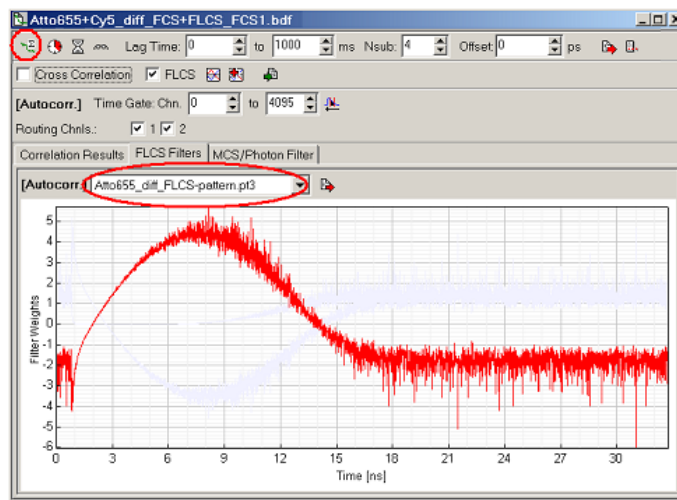 Atto655+Cy5_diff_FCS+FLCS_FCS1.bdf
Lag Time: 0 to 1000 ms Nsub: 4 Offset: 0 ps
Cross Correlation FLCS
[Autocorr.] Time Gate: Chn. 0 to 4095
Routing Chnls.: 1 2
Correlation Results FLCS Filters MCS/Photon Filter
[Autocorr.] Atto655_diff_FLCS-pattern.pt3
5
4
3
2
1
0
-1
-2
-3
-4
-5
-6
Filter Weights
0 3 6 9 12 15 18 21 24 27 30
Time [ns]